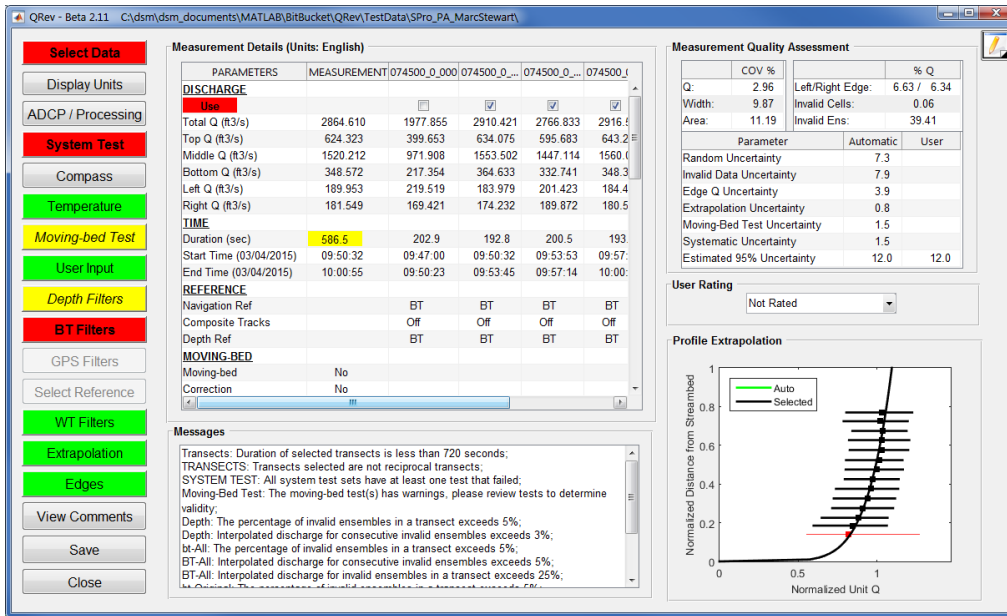 QRev - Beta 2.11 C:\dsm\dsm_documents\MATLAB\BitBucket\QRev\TestData\SPro_PA_MarcStewart\
Select Data
Display Units
ADCP / Processing
System Test
Compass
Temperature
Moving-bed Test
User Input
Depth Filters
BT Filters
GPS Filters
Select Reference
WT Filters
Extrapolation
Edges
View Comments
Save
Close
Measurement Details (Units: English)
PARAMETERS MEASUREMENT 074500_0_000 074500_0_... 074500_0_... 074500_(
DISCHARGE
Use
Total Q (ft3/s) 2864.610 1977.855 2910.421 2766.833 2916.5
Top Q (ft3/s) 624.323 399.653 634.075 595.683 643.2
Middle Q (ft3/s) 1520.212 971.908 1553.502 1447.114 1560.0
Bottom Q (ft3/s) 348.572 217.354 364.633 332.741 348.3
Left Q (ft3/s) 189.953 219.519 183.979 201.423 184.4
Right Q (ft3/s) 181.549 169.421 174.232 189.872 180.5
TIME
Duration (sec) 586.5 202.9 192.8 200.5 193.
Start Time (03/04/2015) 09:50:32 09:47:00 09:50:32 09:53:53 09:57:
End Time (03/04/2015) 10:00:55 09:50:23 09:53:45 09:57:14 10:00:
REFERENCE
Navigation Ref BT BT BT BT
Composite Tracks Off Off Off Off
Depth Ref BT BT BT BT
MOVING-BED
Moving-bed No
Correction No
Messages
Transects: Duration of selected transects is less than 720 seconds;
TRANSECTS: Transects selected are not reciprocal transects;
SYSTEM TEST: All system test sets have at least one test that failed;
Moving-Bed Test: The moving-bed test(s) has warnings, please review tests to determine
validity;
Depth: The percentage of invalid ensembles in a transect exceeds 5%;
Depth: Interpolated discharge for consecutive invalid ensembles exceeds 3%;
bt-All: The percentage of invalid ensembles in a transect exceeds 5%;
BT-All: Interpolated discharge for consecutive invalid ensembles exceeds 5%;
BT-All: Interpolated discharge for invalid ensembles in a transect exceeds 25%;
bt-Original: The percentage of invalid ensembles in a transect exceeds 5%;
Measurement Quality Assessment
COV % % Q
Q: 2.96 Left/Right Edge: 6.63 / 6.34
Width: 9.87 Invalid Cells: 0.06
Area: 11.19 Invalid Ens: 39.41
Parameter Automatic User
Random Uncertainty 7.3
Invalid Data Uncertainty 7.9
Edge Q Uncertainty 3.9
Extrapolation Uncertainty 0.8
Moving-Bed Test Uncertainty 1.5
Systematic Uncertainty 1.5
Estimated 95% Uncertainty 12.0 12.0
User Rating
Not Rated
Profile Extrapolation
Normalized Distance from Streambed
1
0.8
0.6
0.4
0.2
0
Auto
Selected
0 0.5 1
Normalized Unit Q